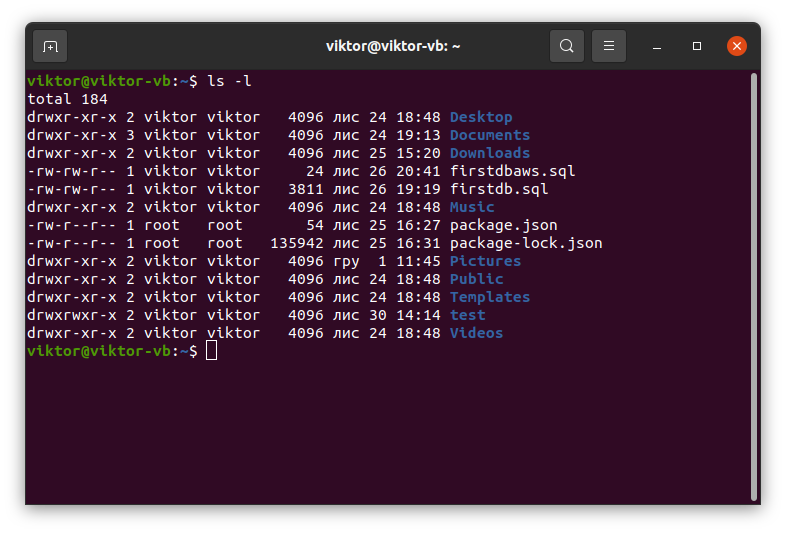 viktor@viktor-vb: ~
viktor@viktor-vb:~$ ls -l
total 184
drwxr-xr-x 2 viktor viktor   4096 лис 24 18:48 Desktop
drwxr-xr-x 3 viktor viktor   4096 лис 24 19:13 Documents
drwxr-xr-x 2 viktor viktor   4096 лис 25 15:20 Downloads
-rw-rw-r-- 1 viktor viktor     24 лис 26 20:41 firstdbaws.sql
-rw-rw-r-- 1 viktor viktor   3811 лис 26 19:19 firstdb.sql
drwxr-xr-x 2 viktor viktor   4096 лис 24 18:48 Music
-rw-r--r-- 1 root   root       54 лис 25 16:27 package.json
-rw-r--r-- 1 root   root   135942 лис 25 16:31 package-lock.json
drwxr-xr-x 2 viktor viktor   4096 гру  1 11:45 Pictures
drwxr-xr-x 2 viktor viktor   4096 лис 24 18:48 Public
drwxr-xr-x 2 viktor viktor   4096 лис 24 18:48 Templates
drwxrwxr-x 2 viktor viktor   4096 лис 30 14:14 test
drwxr-xr-x 2 viktor viktor   4096 лис 24 18:48 Videos
viktor@viktor-vb:~$